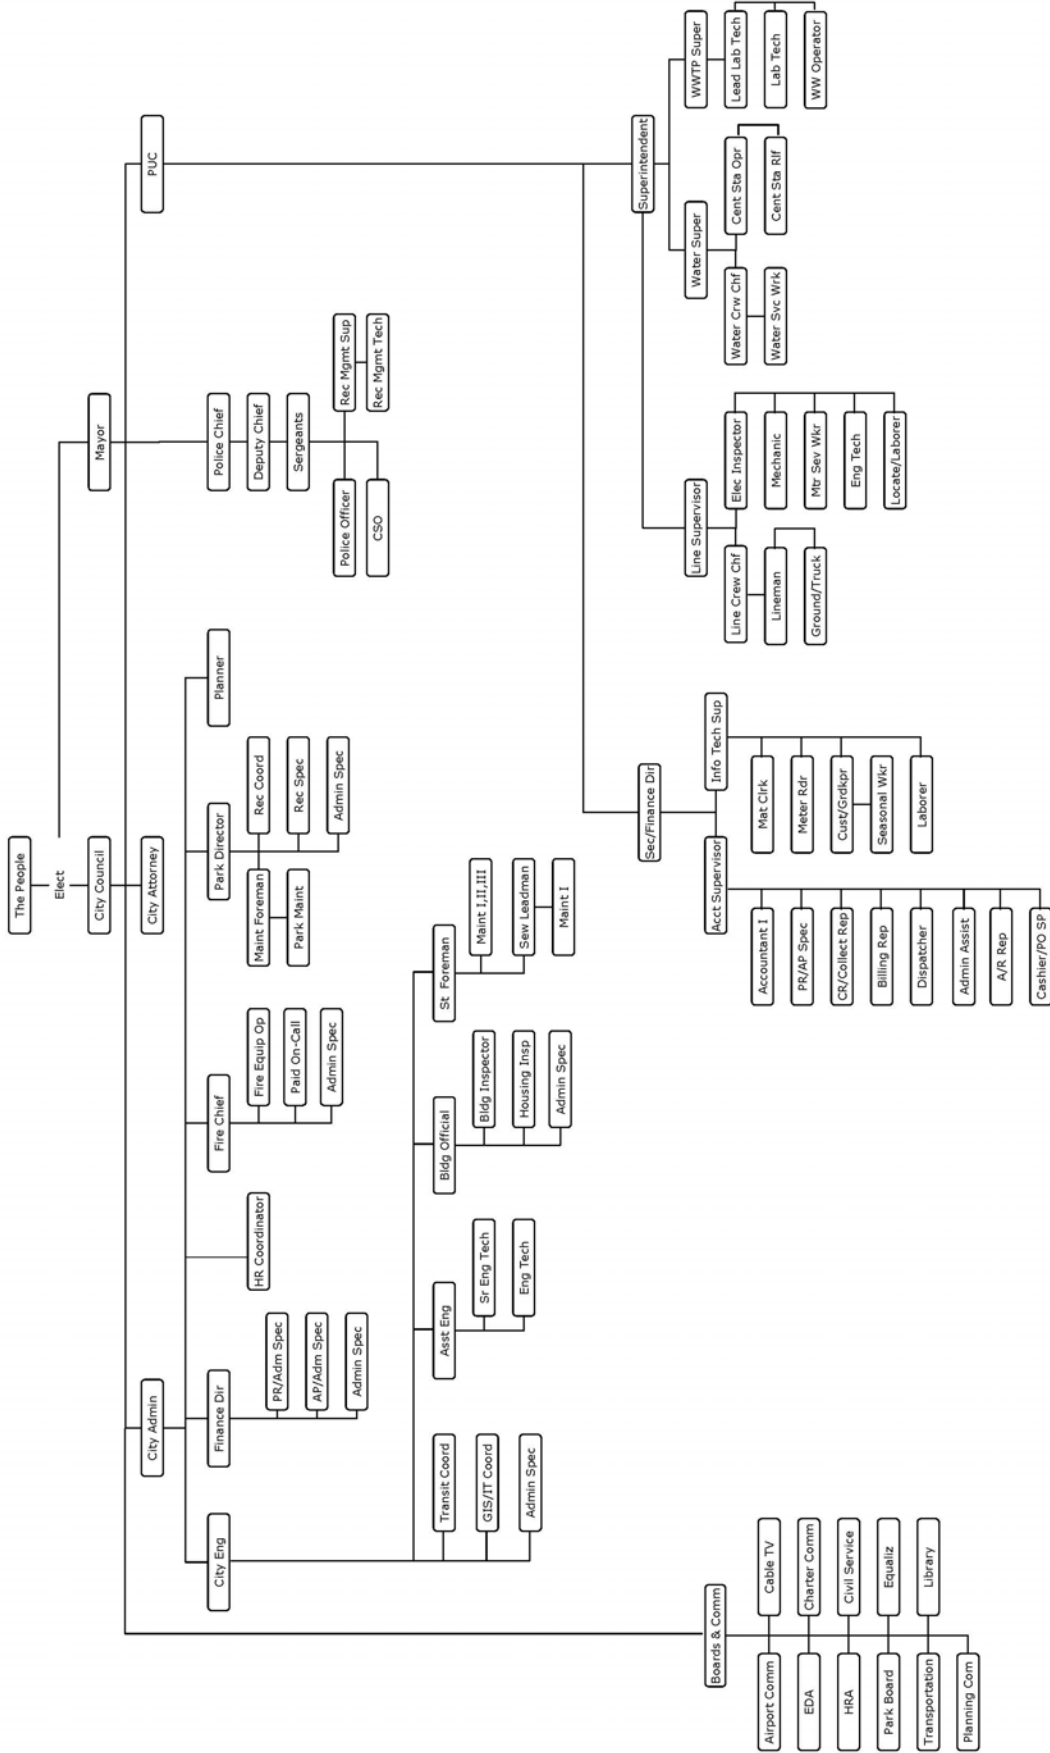 The People
Elect
City Council
Mayor
City Admin
City Attorney
PUC
City Eng
Finance Dir
HR Coordinator
Fire Chief
Park Director
Planner
Police Chief
Deputy Chief
Sergeants
Police Officer
Rec Mgmt Sup
CSO
Rec Mgmt Tech
PR/Adm Spec
AP/Adm Spec
Admin Spec
Fire Equip Op
Paid On-Call
Admin Spec
Maint Foreman
Rec Coord
Park Maint
Rec Spec
Admin Spec
Transit Coord
GIS/IT Coord
Admin Spec
Asst Eng
Sr Eng Tech
Eng Tech
Bldg Official
Bldg Inspector
Housing Insp
Admin Spec
St Foreman
Maint I,II,III
Sew Leadman
Maint I
Boards & Comm
Airport Comm
Cable TV
EDA
Charter Comm
HRA
Civil Service
Park Board
Equaliz
Transportation
Library
Planning Com
Sec/Finance Dir
Acct Supervisor
Info Tech Sup
Accountant I
PR/AP Spec
CR/Collect Rep
Billing Rep
Dispatcher
Admin Assist
A/R Rep
Cashier/PO SP
Mat Clrk
Meter Rdr
Cust/Grdkpr
Seasonal Wkr
Laborer
Superintendent
Line Supervisor
Line Crew Chf
Elec Inspector
Lineman
Mechanic
Ground/Truck
Mtr Sev Wkr
Eng Tech
Locate/Laborer
Water Super
Water Crw Chf
Cent Sta Opr
Water Svc Wrk
Cent Sta Rlf
WWTP Super
Lead Lab Tech
Lab Tech
WW Operator